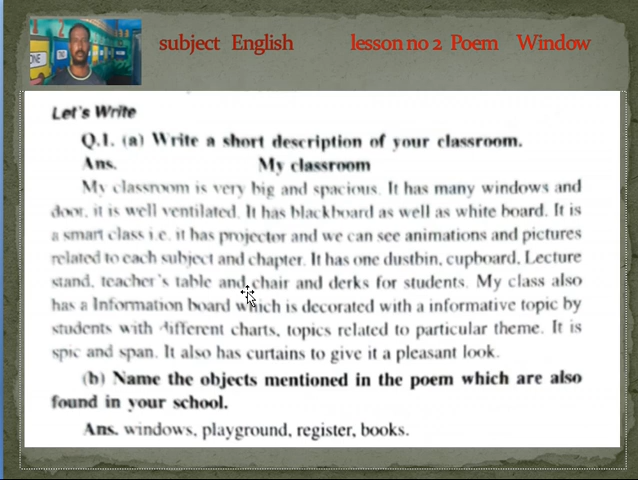 subject English lesson no 2 Poem Window
Let's Write
Q.1. (a) Write a short description of your classroom.
Ans. My classroom
My classroom is very big and spacious. It has many windows and
door, it is well ventilated. It has blackboard as well as white board. It is
a smart class i.e. it has projector and we can see animations and pictures
related to each subject and chapter. It has one dustbin, cupboard, Lecture
stand, teacher's table and chair and derks for students. My class also
has a Information board which is decorated with a informative topic by
students with different charts, topics related to particular theme. It is
spic and span. It also has curtains to give it a pleasant look.
(b) Name the objects mentioned in the poem which are also
found in your school.
Ans. windows, playground, register, books.